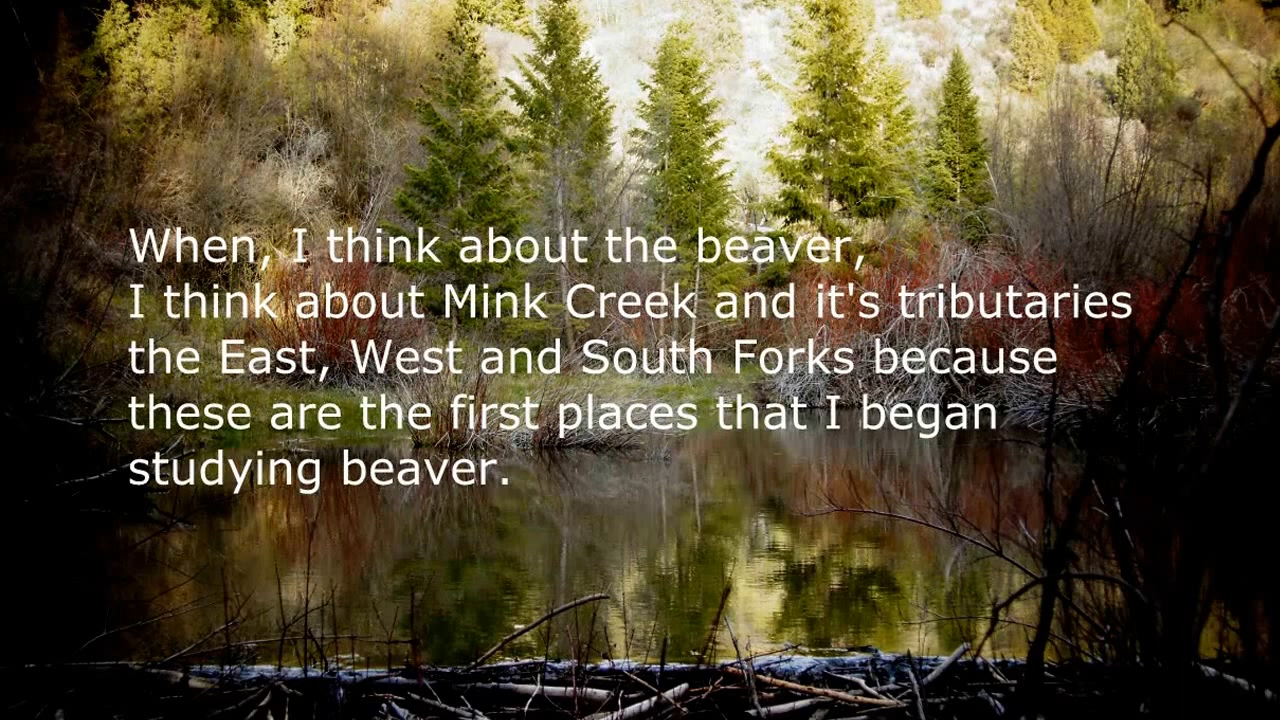 When, I think about the beaver,
I think about Mink Creek and it's tributaries
the East, West and South Forks because
these are the first places that I began
studying beaver.